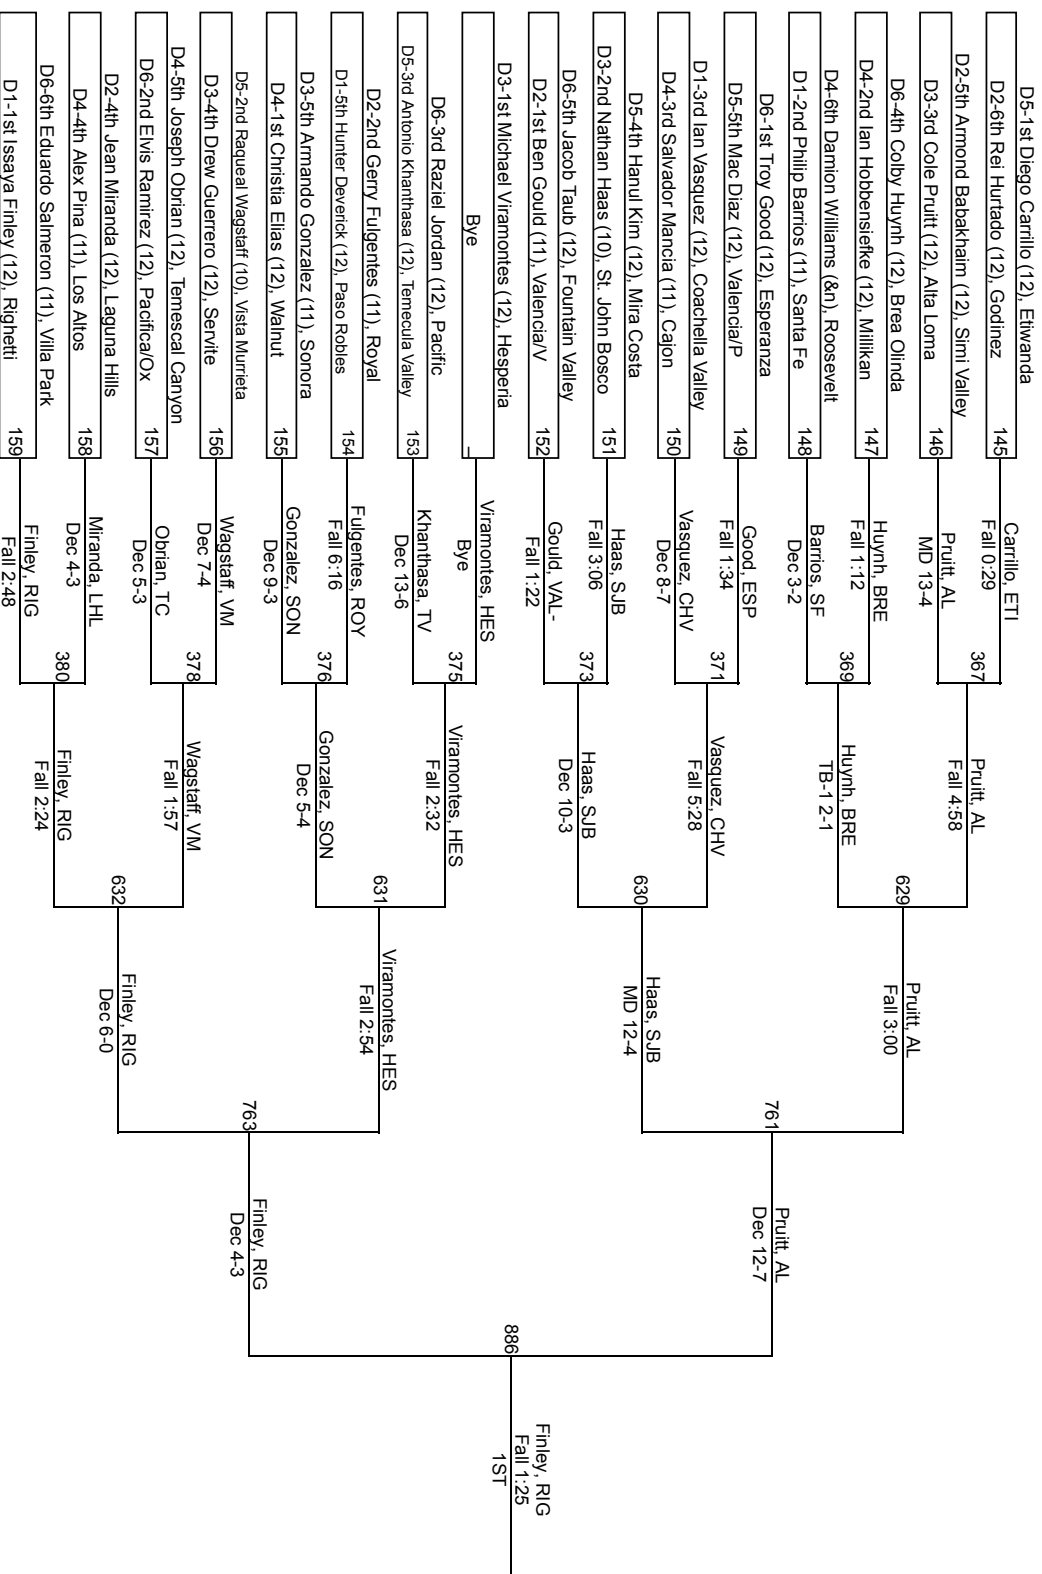 D5-1st Diego Carrillo (12), Etiwanda
D2-6th Rei Hurtado (12), Godinez
145
D2-5th Armond Babakhaim (12), Simi Valley
D3-3rd Cole Pruitt (12), Alta Loma
146
D6-4th Colby Huynh (12), Brea Olinda
D4-2nd Ian Hobbensiefke (12), Millikan
147
D4-6th Damion Williams (&n), Roosevelt
D1-2nd Philip Barrios (11), Santa Fe
148
D6-1st Troy Good (12), Esperanza
D5-5th Mac Diaz (12), Valencia/P
149
D1-3rd Ian Vasquez (12), Coachella Valley
D4-3rd Salvador Mancia (11), Cajon
150
D5-4th Hanul Kim (12), Mira Costa
D3-2nd Nathan Haas (10), St. John Bosco
151
D6-5th Jacob Taub (12), Fountain Valley
D2-1st Ben Gould (11), Valencia/V
152
D3-1st Michael Viramontes (12), Hesperia
Bye
_
D6-3rd Raziel Jordan (12), Pacific
D5-3rd Antonio Khanthasa (12), Temecula Valley
153
D2-2nd Gerry Fulgentes (11), Royal
D1-5th Hunter Deverick (12), Paso Robles
154
D3-5th Armando Gonzalez (11), Sonora
D4-1st Christia Elias (12), Walnut
155
D5-2nd Raqueal Wagstaff (10), Vista Murrieta
D3-4th Drew Guerrero (12), Servite
156
D4-5th Joseph Obrian (12), Temescal Canyon
D6-2nd Elvis Ramirez (12), Pacifica/Ox
157
D2-4th Jean Miranda (12), Laguna Hills
D4-4th Alex Pina (11), Los Altos
158
D6-6th Eduardo Salmeron (11), Villa Park
D1-1st Issaya Finley (12), Righetti
159
Carrillo, ETI
Fall 0:29
367
Pruitt, AL
MD 13-4
Huynh, BRE
Fall 1:12
369
Barrios, SF
Dec 3-2
Good, ESP
Fall 1:34
371
Vasquez, CHV
Dec 8-7
Haas, SJB
Fall 3:06
373
Gould, VAL-
Fall 1:22
Viramontes, HES
Bye
375
Khanthasa, TV
Dec 13-6
Fulgentes, ROY
Fall 6:16
376
Gonzalez, SON
Dec 9-3
Wagstaff, VM
Dec 7-4
378
Obrian, TC
Dec 5-3
Miranda, LHL
Dec 4-3
380
Finley, RIG
Fall 2:48
Pruitt, AL
Fall 4:58
629
Huynh, BRE
TB-1 2-1
Vasquez, CHV
Fall 5:28
630
Haas, SJB
Dec 10-3
Viramontes, HES
Fall 2:32
631
Gonzalez, SON
Dec 5-4
Wagstaff, VM
Fall 1:57
632
Finley, RIG
Fall 2:24
Pruitt, AL
Fall 3:00
761
Haas, SJB
MD 12-4
Viramontes, HES
Fall 2:54
763
Finley, RIG
Dec 6-0
Pruitt, AL
Dec 12-7
886
Finley, RIG
Dec 4-3
Finley, RIG
Fall 1:25
1ST